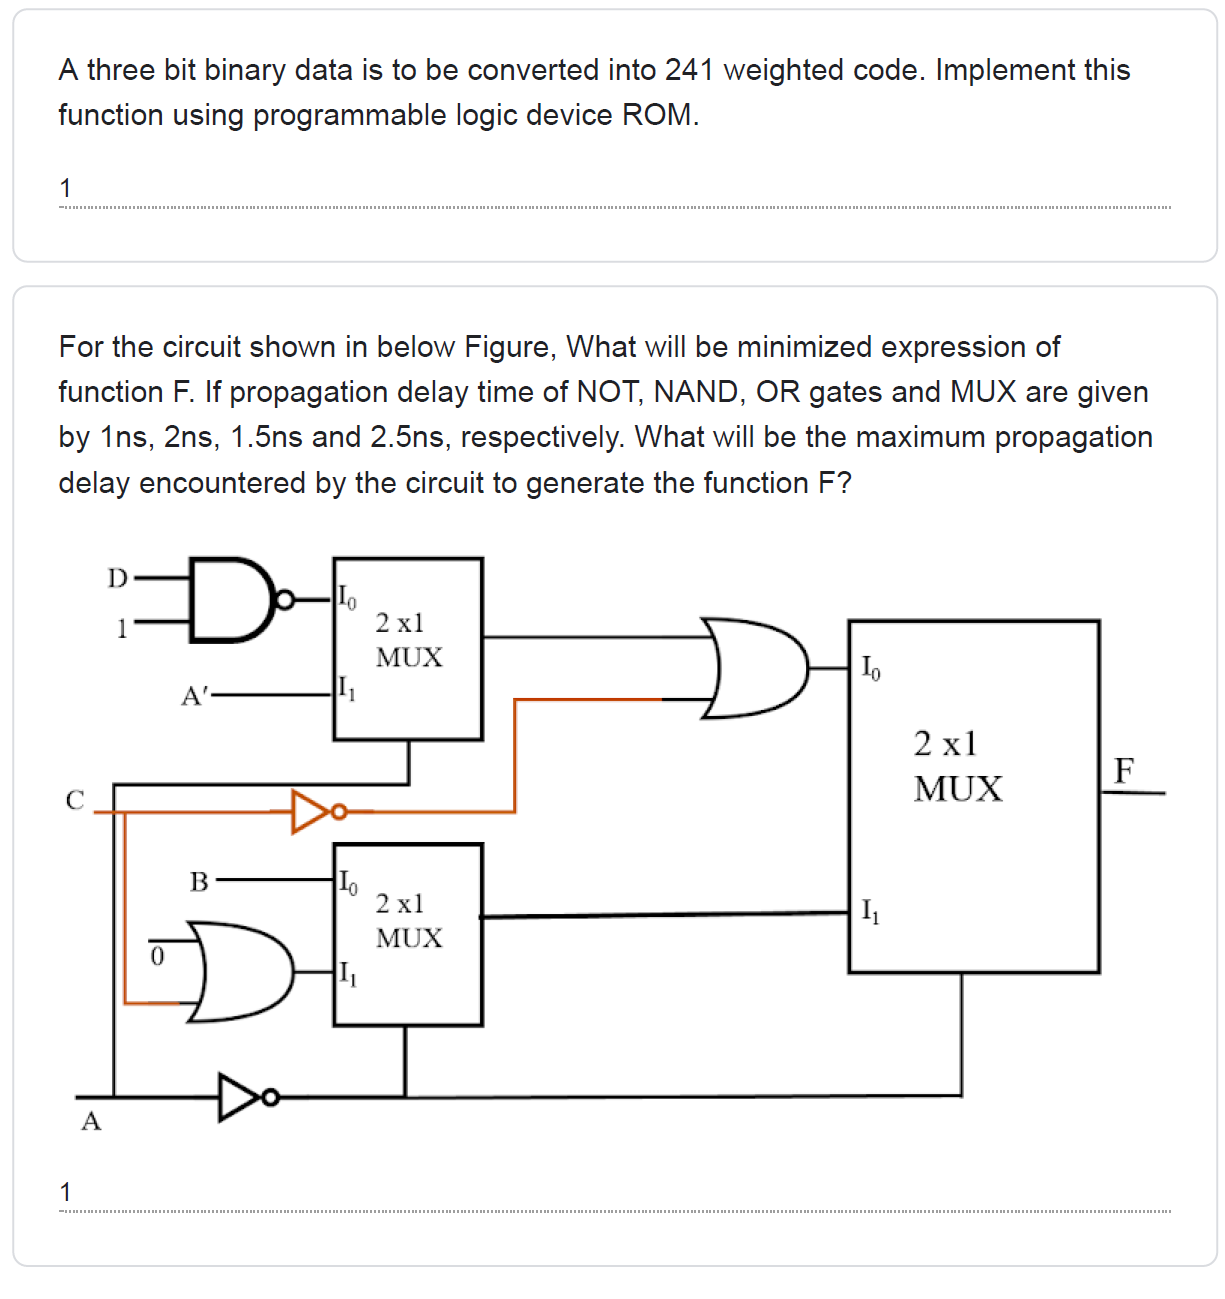 A three bit binary data is to be converted into 241 weighted code. Implement this
function using programmable logic device ROM.
1
For the circuit shown in below Figure, What will be minimized expression of
function F. If propagation delay time of NOT, NAND, OR gates and MUX are given
by 1ns, 2ns, 1.5ns and 2.5ns, respectively. What will be the maximum propagation
delay encountered by the circuit to generate the function F?
D
1
I0
2 x1
MUX
A'
I1
I0
2 x1
MUX
F
I1
C
B
I0
2 x1
MUX
0
I1
A
1